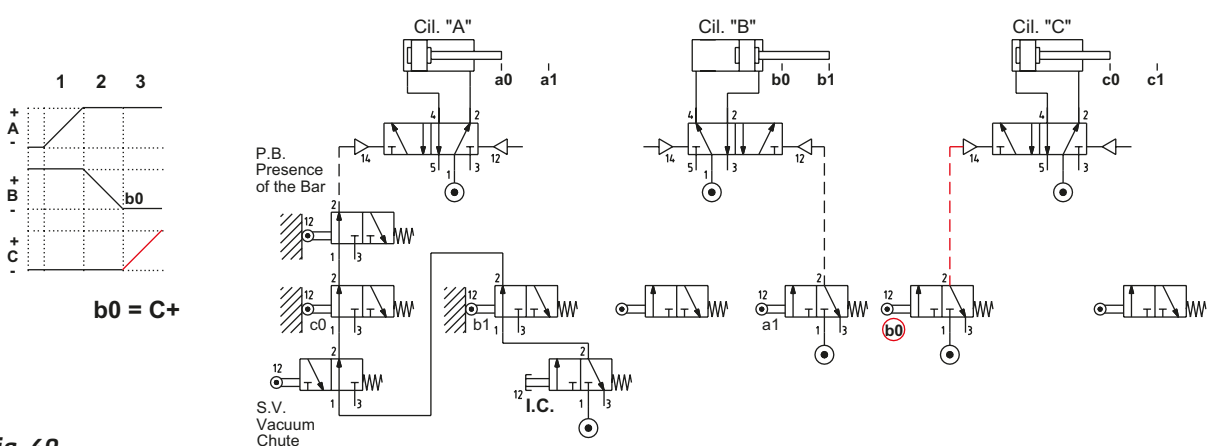 Cil. "A"
Cil. "B"
Cil. "C"
a0 a1
b0 b1
c0 c1
1 2 3
+
A
-
+
B
-
b0
+
C
-
b0 = C+
4 2
14 12
5 1 3
4 2
14 12
5 1 3
4 2
14 12
5 1 3
P.B.
Presence
of the Bar
2
12
1 3
2
12
c0
1 3
2
12
b1
1 3
2
12
a1
1 3
2
12
b0
1 3
2
12
1 3
S.V.
Vacuum
Chute
2
12
I.C.
1 3